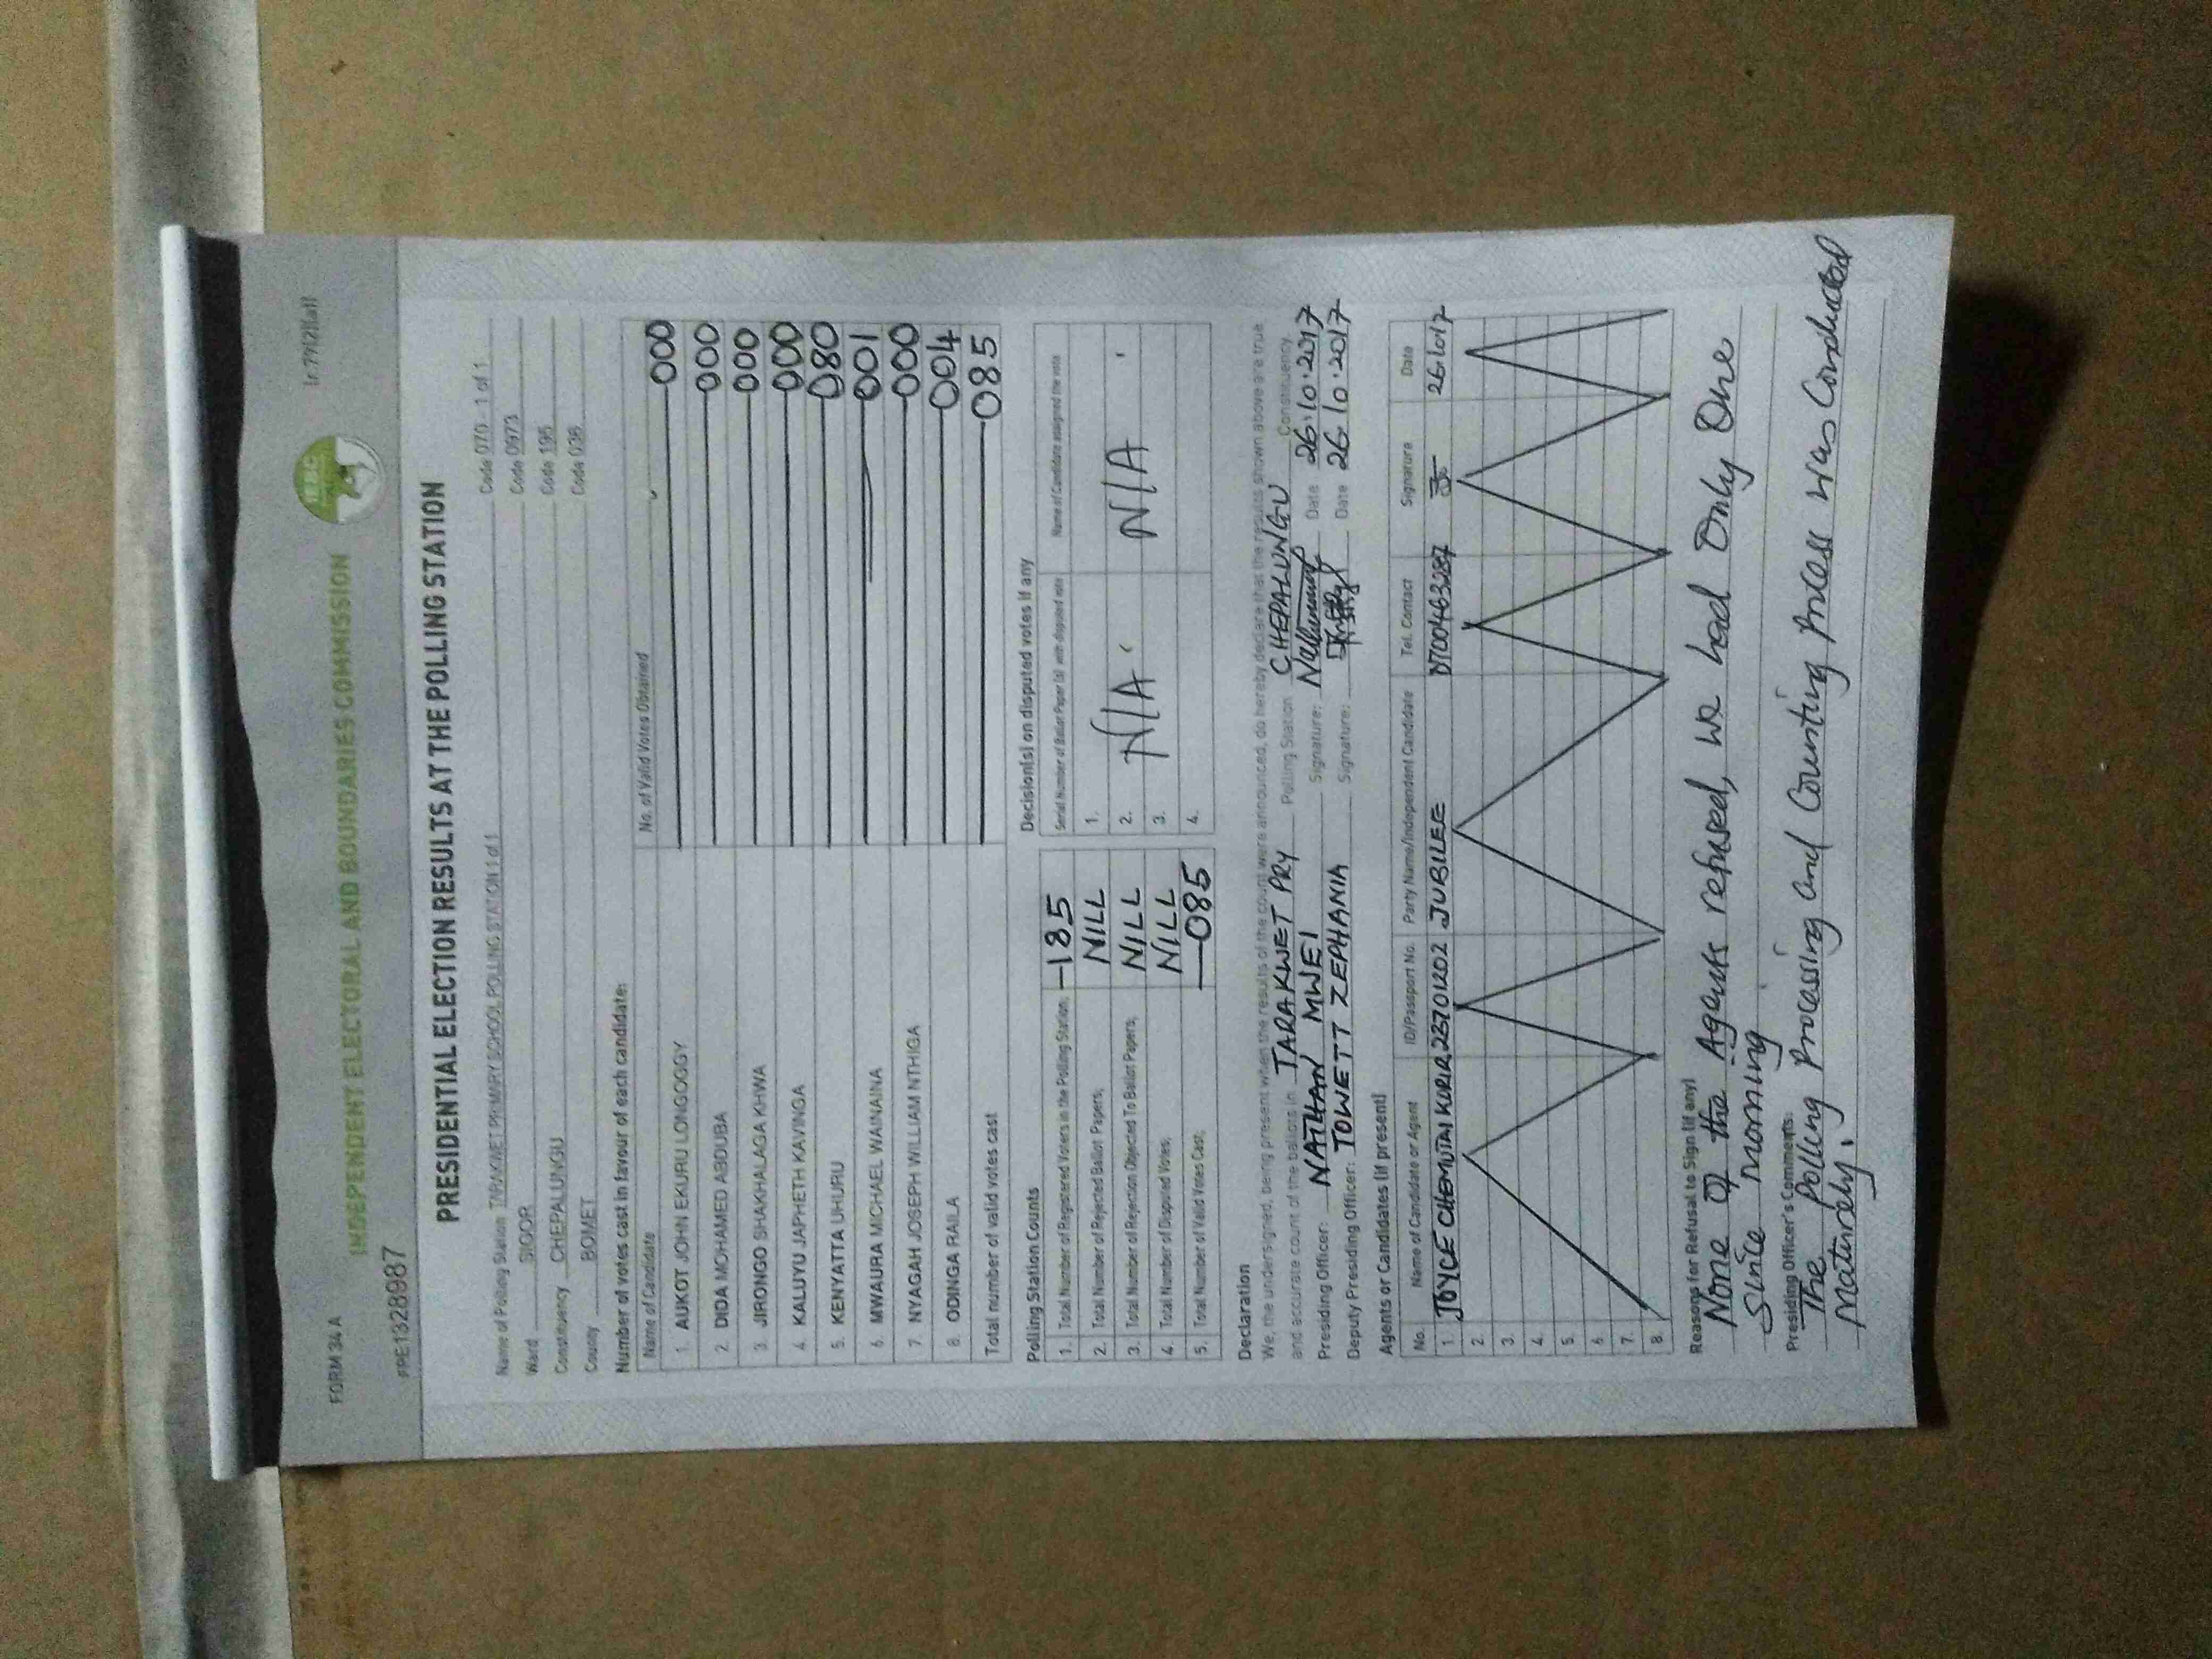 FORM 34 A
1r.79(2)(a)
INDEPENDENT ELECTORAL AND BOUNDARIES COMMISSION
PRE1328987
PRESIDENTIAL ELECTION RESULTS AT THE POLLING STATION
Name of Polling Station TARAKWET PRIMARY SCHOOL POLLING STATION 1 of 1 Code 070 1 of 1
Ward SIGOR Code 0973
Constituency CHEPALUNGU Code 195
County BOMET Code 036
Number of votes cast in favour of each candidate:
Name of Candidate No. of Valid Votes Obtained
1. AUKOT JOHN EKURU LONGOGGY 000
2. DIDA MOHAMED ABDUBA 000
3. JIRONGO SHAKHALAGA KHWA 000
4. KALUYU JAPHETH KAVINGA 000
5. KENYATTA UHURU 080
6. MWAURA MICHAEL WAINAINA 001
7. NYAGAH JOSEPH WILLIAM NTHIGA 000
8. ODINGA RAILA 004
Total number of valid votes cast 085
Polling Station Counts
1. Total Number of Registered Voters in the Polling Station; 185
2. Total Number of Rejected Ballot Papers; NILL
3. Total Number of Rejection Objected To Ballot Papers; NILL
4. Total Number of Disputed Votes; NILL
5. Total Number of Valid Votes Cast; 085
Decision(s) on disputed votes if any
Serial Number of Ballot Paper (s) with disputed vote Name of Candidate assigned the vote
1.
2. N/A N/A
3.
4.
Declaration
We, the undersigned, being present when the results of the count were announced, do hereby declare that the results shown above are true
and accurate count of the ballots in TARAKWET PRY Polling Station CHEPALUNGU Constituency.
Presiding Officer: NATHAN MWEI Signature: Date 26.10.2017
Deputy Presiding Officer: TOWETT ZEPHANIA Signature: Date 26.10.2017
Agents or Candidates (if present)
No. Name of Candidate or Agent ID/Passport No. Party Name/Independent Candidate Tel. Contact Signature Date
1. JOYCE CHEMUTAI 23701202 JUBILEE 0700463287
2.
3.
4.
5.
6.
7.
8.
Reasons for Refusal to Sign (if any)
None of the Agents refused, we had Only One
since morning
Presiding Officer's Comments:
The Polling Processing and Counting Process was Conducted
Maturely.